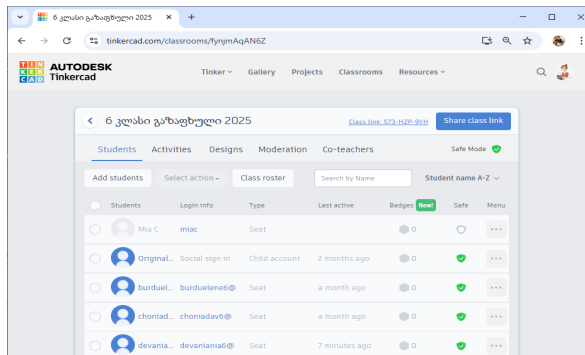 6 კლასი გაზაფხული 2025
tinkercad.com/classrooms/fynjmAqAN6Z
TIN KER CAD
AUTODESK Tinkercad
Tinker Gallery Projects Classrooms Resources
6 კლასი გაზაფხული 2025 Class link: 573-HZP-9YH Share class link
Students Activities Designs Moderation Co-teachers Safe Mode
Add students Select action Class roster Search by Name Student name A-Z
Students Login info Type Last active Badges New! Safe Menu
Mia C miac Seat 0
Original... Social sign in Child account 2 months ago 0
burduel... burduelene6@ Seat a month ago 0
choniad... choniadav6@ Seat a month ago 0
devania... devaniania6@ Seat 7 minutes ago 0